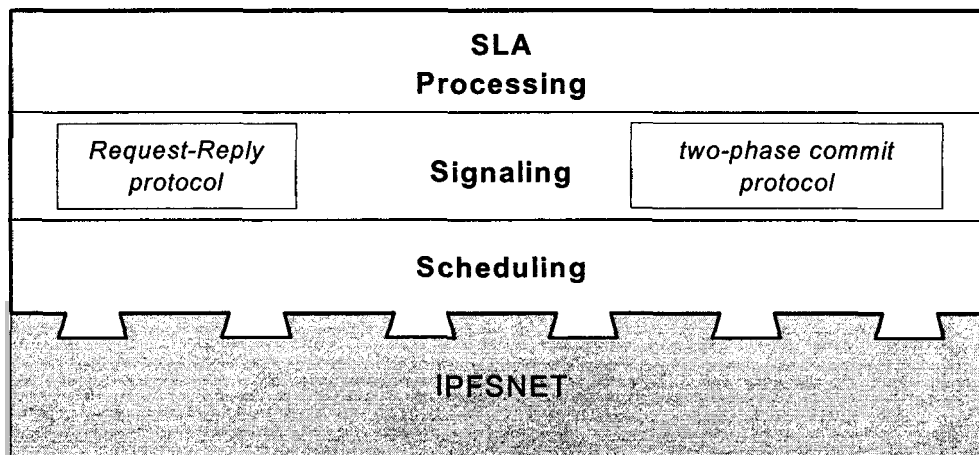 SLA
Processing
Request-Reply
protocol
Signaling
two-phase commit
protocol
Scheduling
IPFSNET